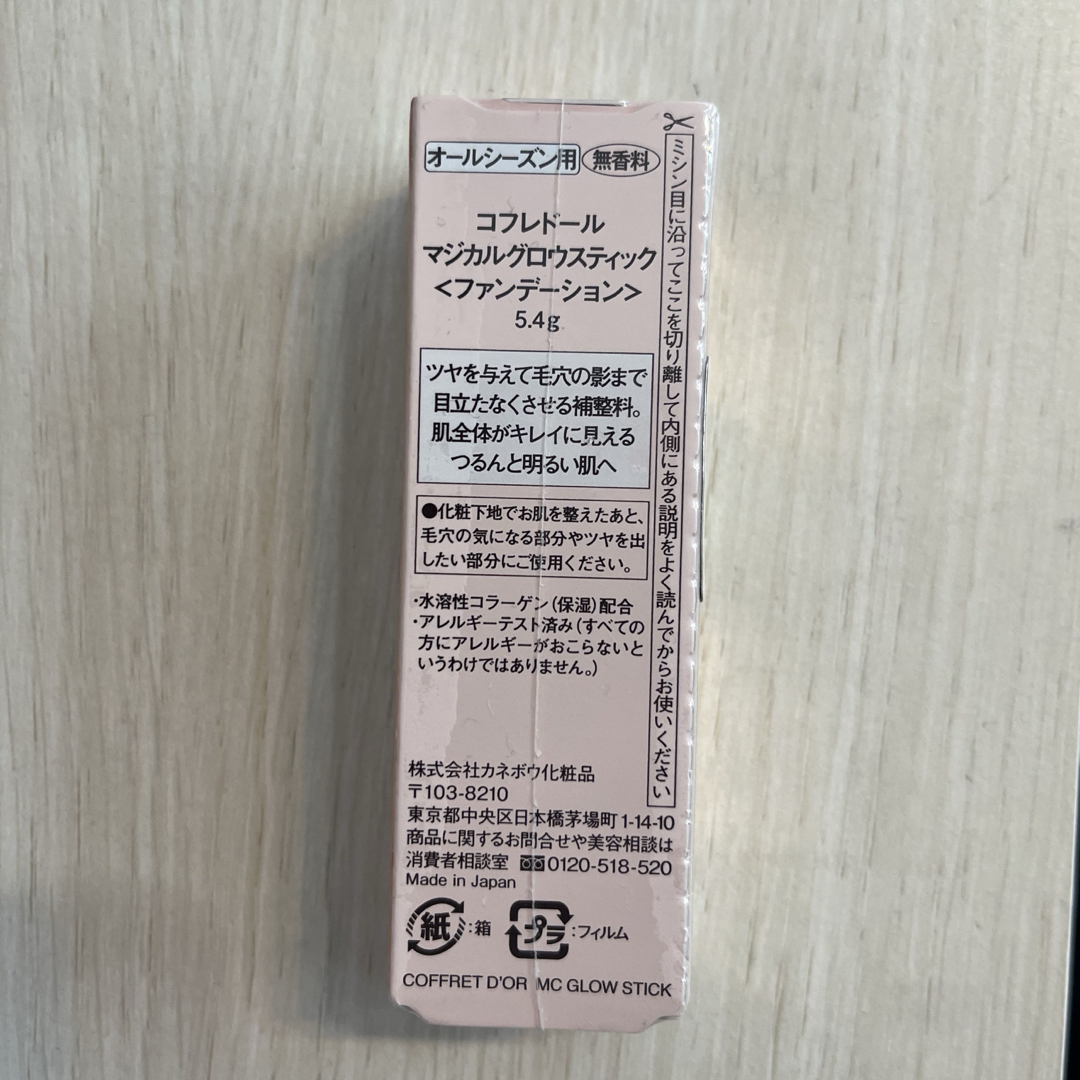 オールシーズン用 無香料
コフレドール
マジカルグロウスティック
<ファンデーション>
5.4g
ツヤを与えて毛穴の影まで
目立たなくさせる補整料。
肌全体がキレイに見える
つるんと明るい肌へ
●化粧下地でお肌を整えたあと、
毛穴の気になる部分やツヤを出
したい部分にご使用ください。
・水溶性コラーゲン(保湿)配合
・アレルギーテスト済み(すべての
方にアレルギーがおこらないと
いうわけではありません。)
株式会社カネボウ化粧品
〒103-8210
東京都中央区日本橋茅場町1-14-10
商品に関するお問合せや美容相談は
消費者相談室 0120-518-520
Made in Japan
紙:箱 プラ:フィルム
COFFRET D'OR MC GLOW STICK
ミシン目に沿ってここを切り離して内側にある説明をよく読んでからお使いください